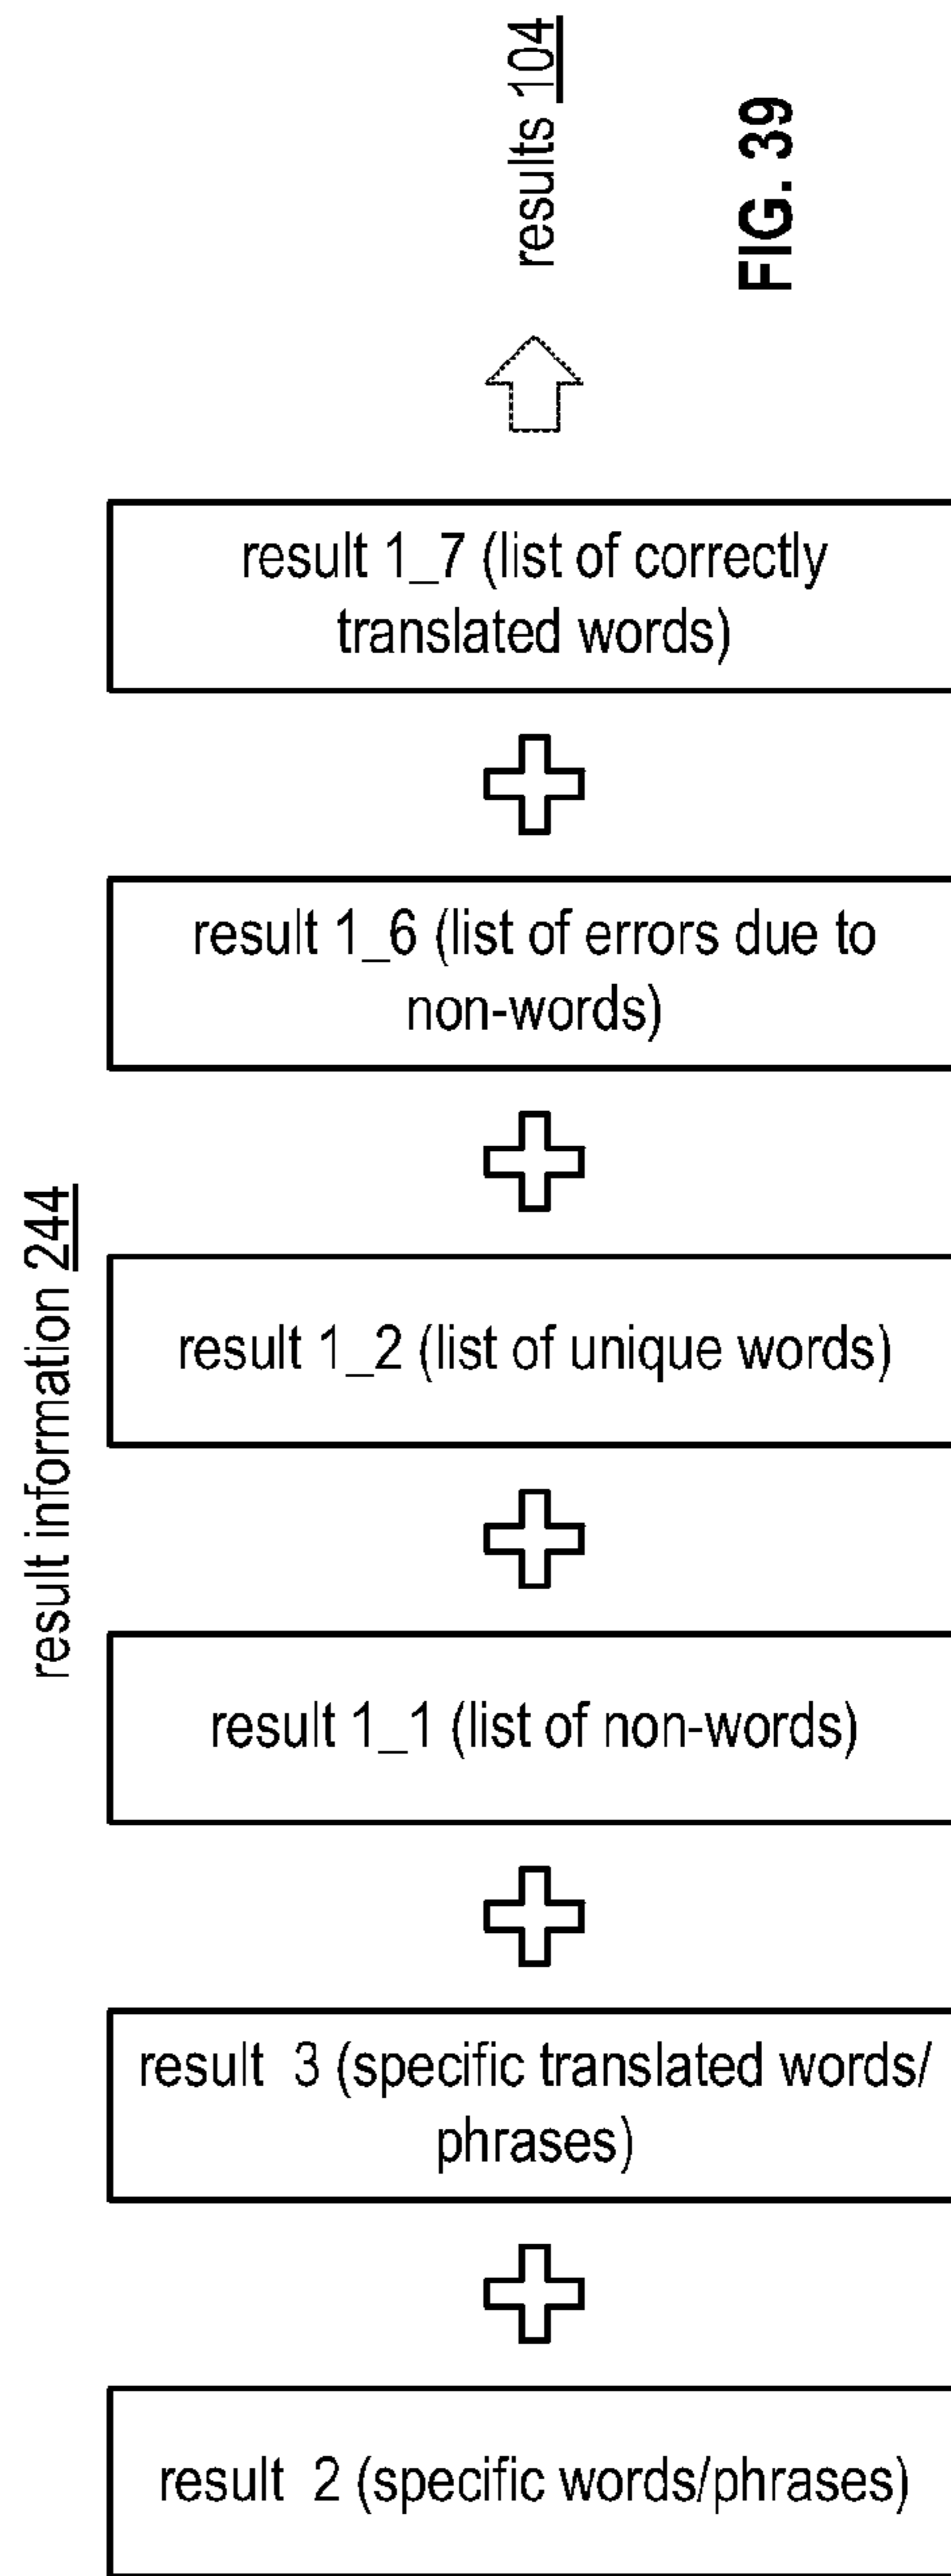 results 104
FIG. 39
result 1_7 (list of correctly
translated words)
result 1_6 (list of errors due to
non-words)
result information 244
result 1_2 (list of unique words)
result 1_1 (list of non-words)
result 3 (specific translated words/
phrases)
result 2 (specific words/phrases)